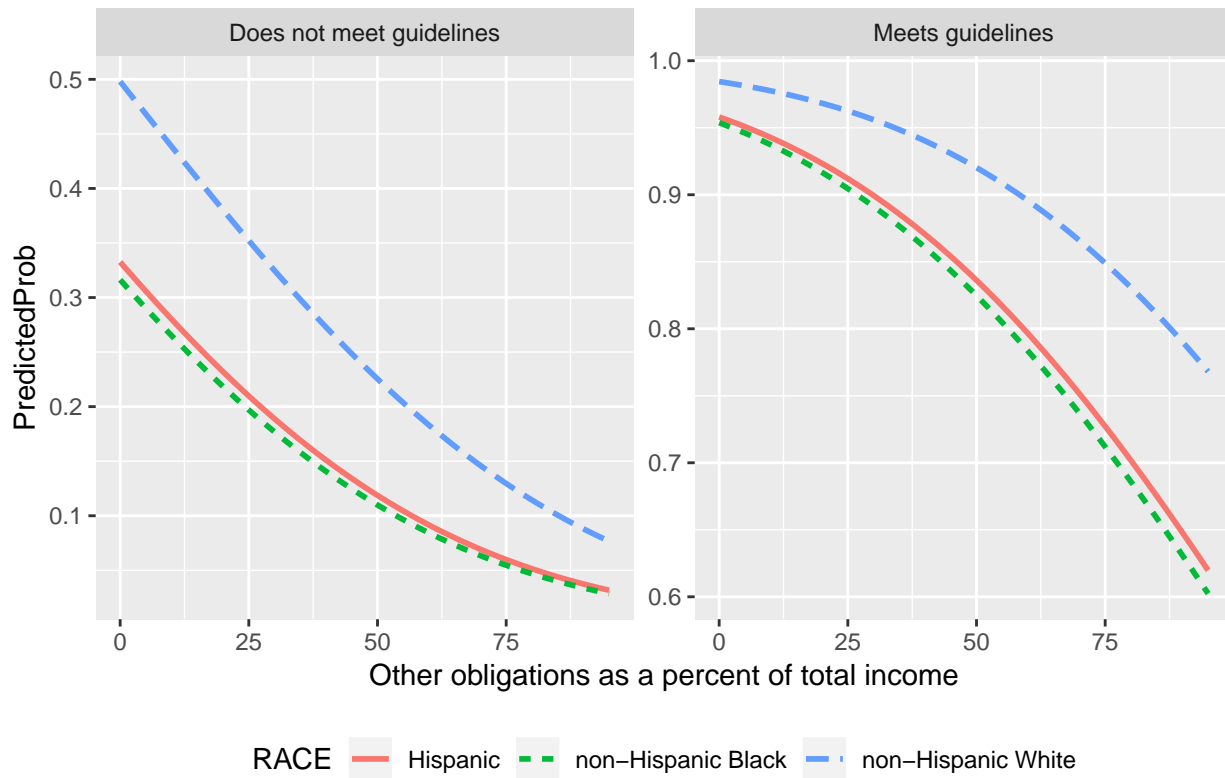 Does not meet guidelines
Meets guidelines
PredictedProb
0.5
0.4
0.3
0.2
0.1
1.0
0.9
0.8
0.7
0.6
0 25 50 75
0 25 50 75
Other obligations as a percent of total income
RACE Hispanic non−Hispanic Black non−Hispanic White